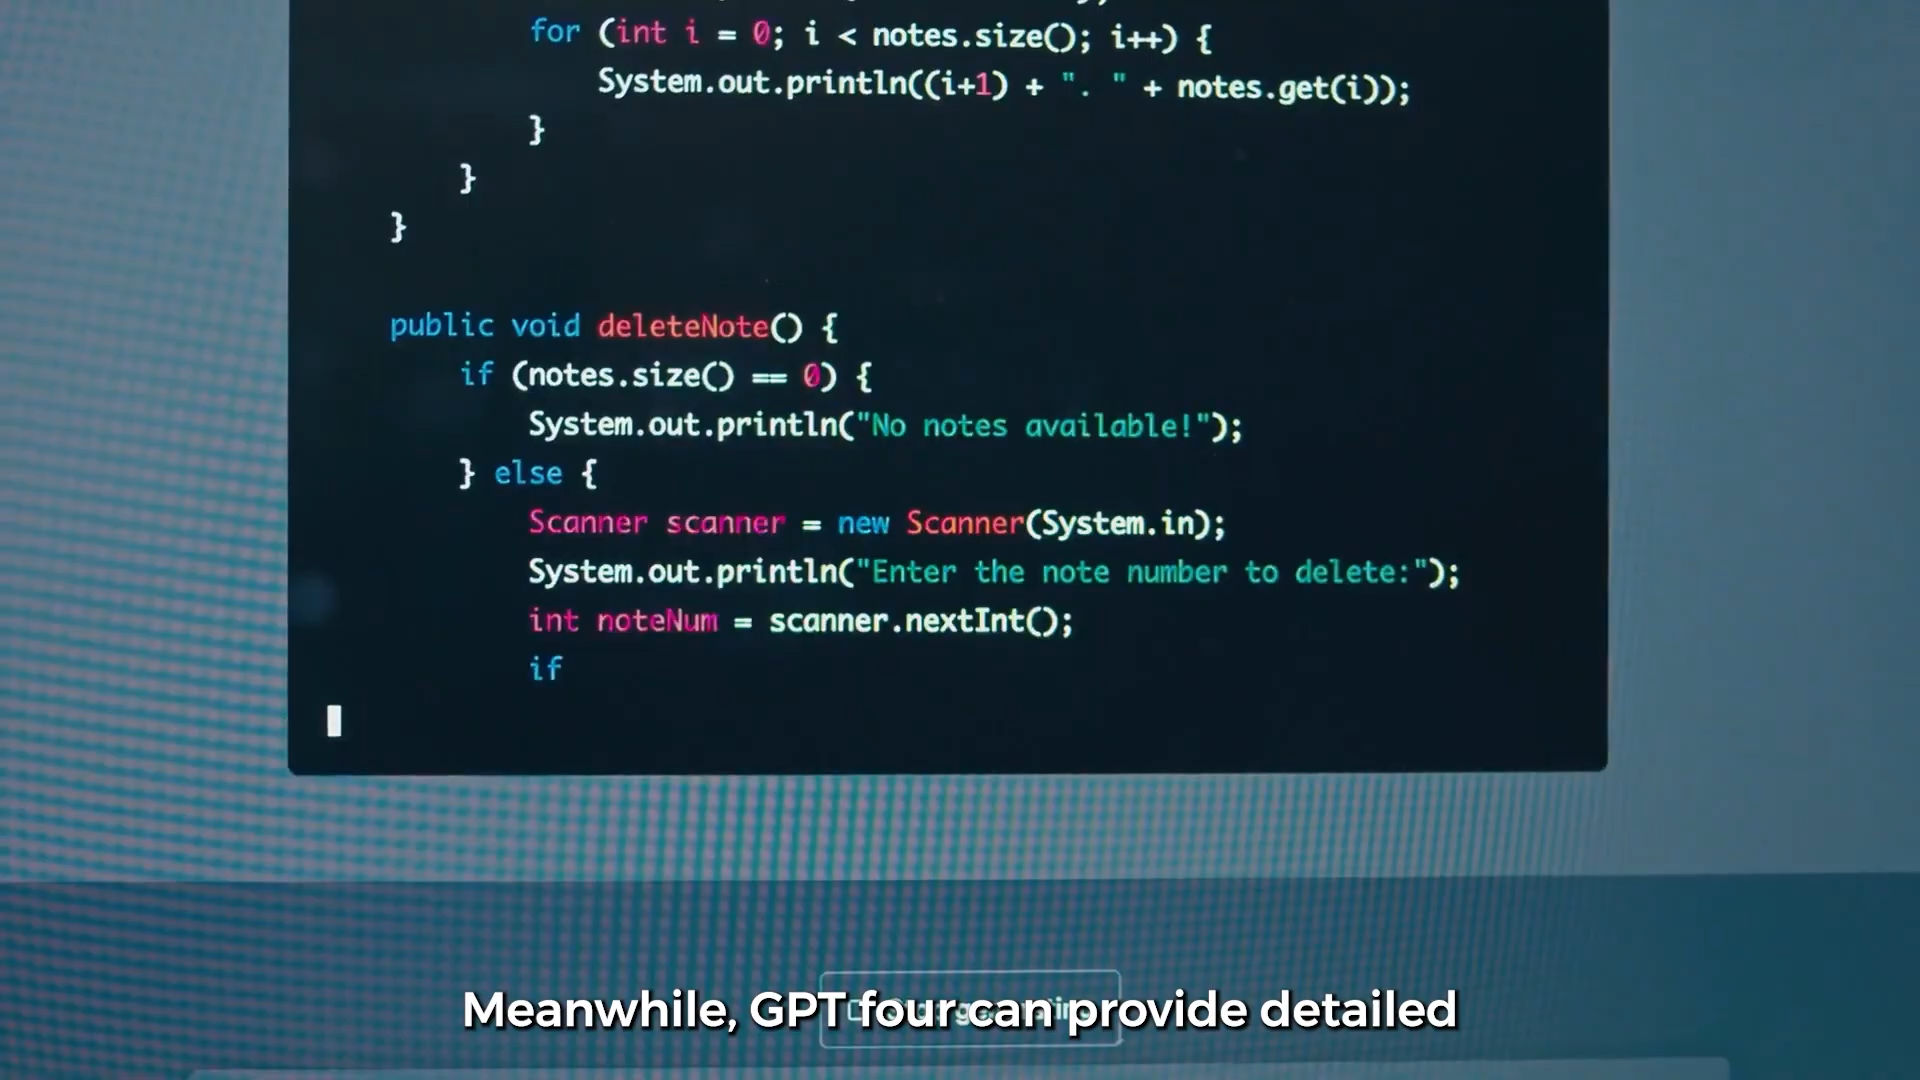 for (int i = 0; i < notes.size(); i++) {
System.out.println((i+1) + ". " + notes.get(i));
}
}
}
public void deleteNote() {
if (notes.size() == 0) {
System.out.println("No notes available!");
} else {
Scanner scanner = new Scanner(System.in);
System.out.println("Enter the note number to delete:");
int noteNum = scanner.nextInt();
if
Meanwhile, GPT four can provide detailed